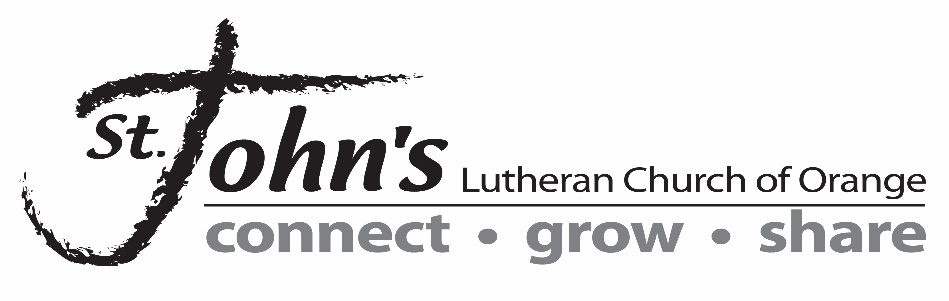 St. John's Lutheran Church of Orange
connect • grow • share